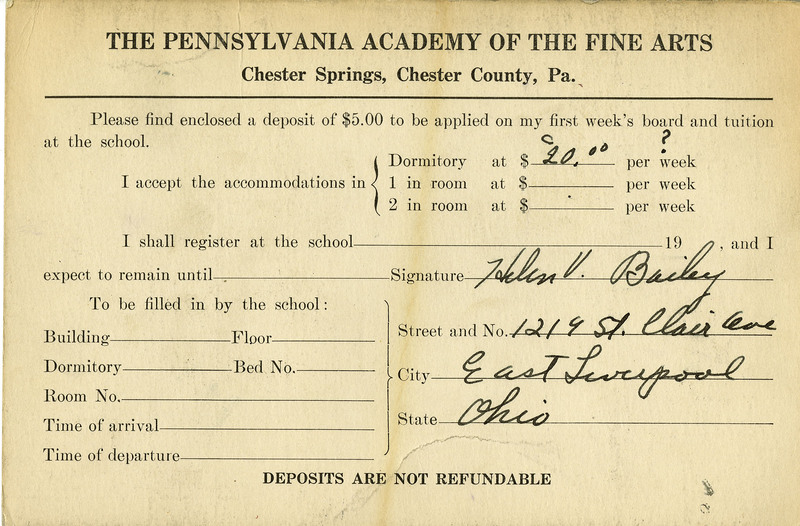 THE PENNSYLVANIA ACADEMY OF THE FINE ARTS
Chester Springs, Chester County, Pa.
Please find enclosed a deposit of $5.00 to be applied on my first week's board and tuition
at the school.
?
Dormitory at $ 20.00 per week
I accept the accommodations in { 1 in room at $ per week
2 in room at $ per week
I shall register at the school 19 , and I
expect to remain until Signature Helen V. Bailey
To be filled in by the school:
Building Floor Street and No. 1219 St. Clair Ave
Dormitory Bed No. City East Liverpool
Room No.
Time of arrival State Ohio
Time of departure
DEPOSITS ARE NOT REFUNDABLE